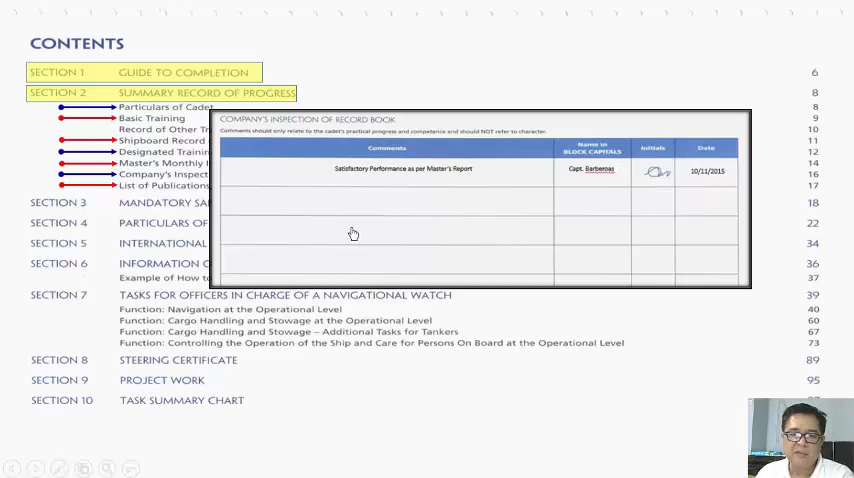 CONTENTS
SECTION 1 GUIDE TO COMPLETION 6
SECTION 2 SUMMARY RECORD OF PROGRESS 8
Particulars of Cadet 8
Basic Training 9
Record of Other Tr 10
Shipboard Record 11
Designated Training 12
Master's Monthly I 14
Company's Inspect 16
List of Publications, 17
SECTION 3 MANDATORY SA 18
SECTION 4 PARTICULARS OF 22
SECTION 5 INTERNATIONAL 34
SECTION 6 INFORMATION O 36
Example of How to 37
SECTION 7 TASKS FOR OFFICERS IN CHARGE OF A NAVIGATIONAL WATCH 39
Function: Navigation at the Operational Level 40
Function: Cargo Handling and Stowage at the Operational Level 60
Function: Cargo Handling and Stowage – Additional Tasks for Tankers 67
Function: Controlling the Operation of the Ship and Care for Persons On Board at the Operational Level 73
SECTION 8 STEERING CERTIFICATE 89
SECTION 9 PROJECT WORK 95
SECTION 10 TASK SUMMARY CHART
COMPANY'S INSPECTION OF RECORD BOOK
Comments should only relate to the cadet's practical progress and competence and should NOT refer to character.
Comments Name in BLOCK CAPITALS Initials Date
Satisfactory Performance as per Master's Report Capt. Barberoas 10/11/2015